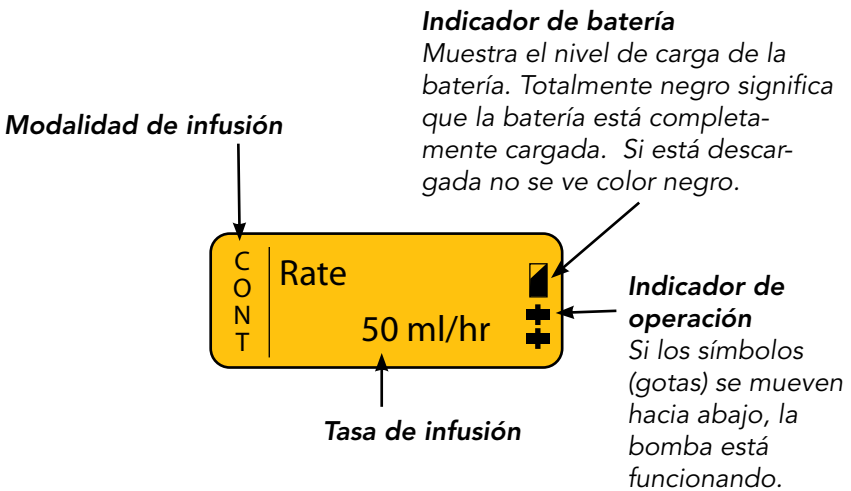 Indicador de batería
Muestra el nivel de carga de la
batería. Totalmente negro significa
que la batería está completa-
mente cargada.  Si está descar-
gada no se ve color negro.
Modalidad de infusión
CONT
Rate
50 ml/hr
Indicador de
operación
Si los símbolos
(gotas) se mueven
hacia abajo, la
bomba está
funcionando.
Tasa de infusión